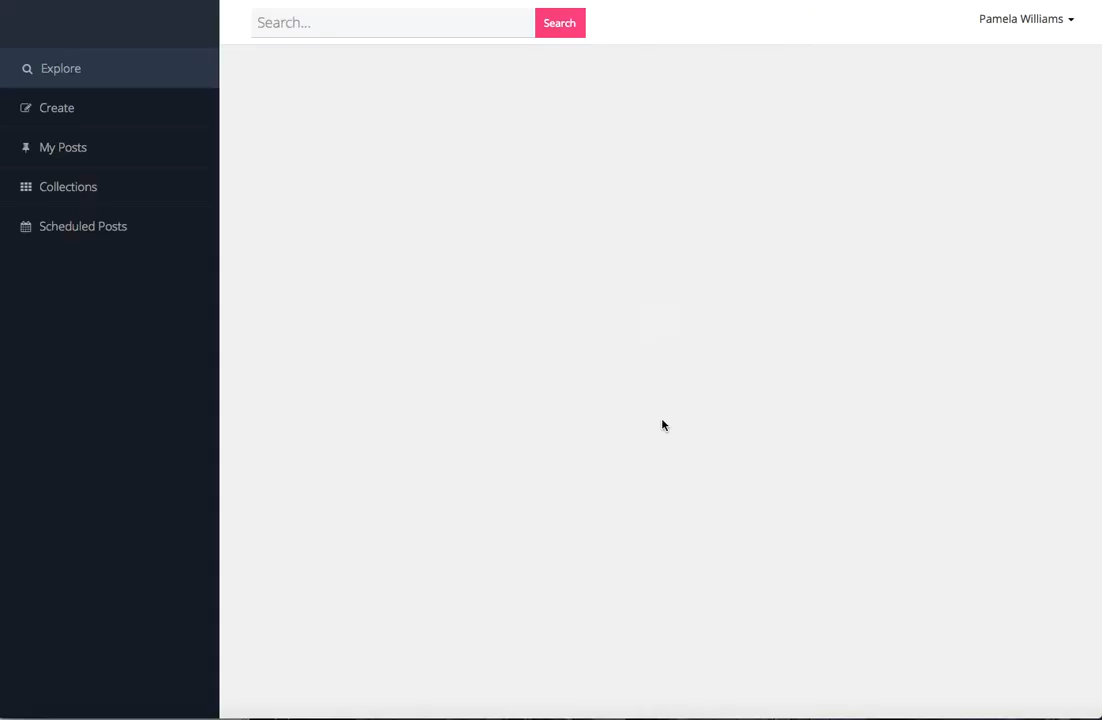 Search...
Search
Pamela Williams
Explore
Create
My Posts
Collections
Scheduled Posts